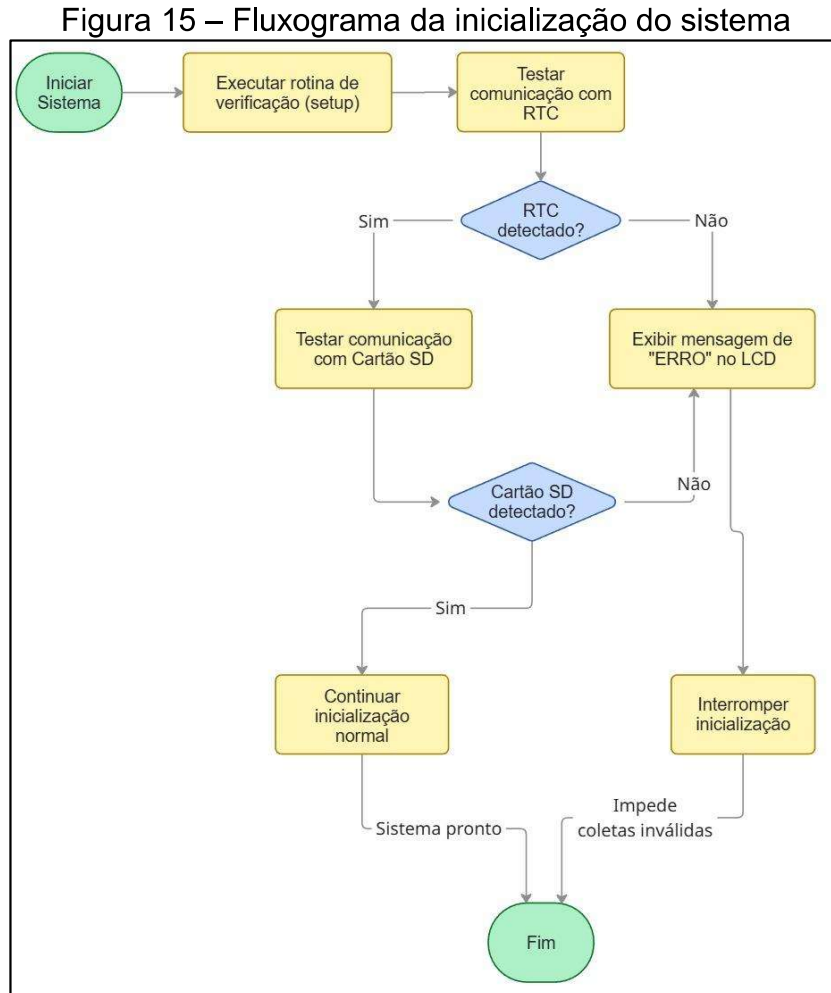 Figura 15 – Fluxograma da inicialização do sistema
Iniciar
Sistema
Executar rotina de
verificação (setup)
Testar
comunicação com
RTC
RTC
detectado?
Sim
Não
Testar comunicação
com Cartão SD
Exibir mensagem de
"ERRO" no LCD
Cartão SD
detectado?
Não
Sim
Continuar
inicialização
normal
Interromper
inicialização
Sistema pronto
Impede
coletas inválidas
Fim